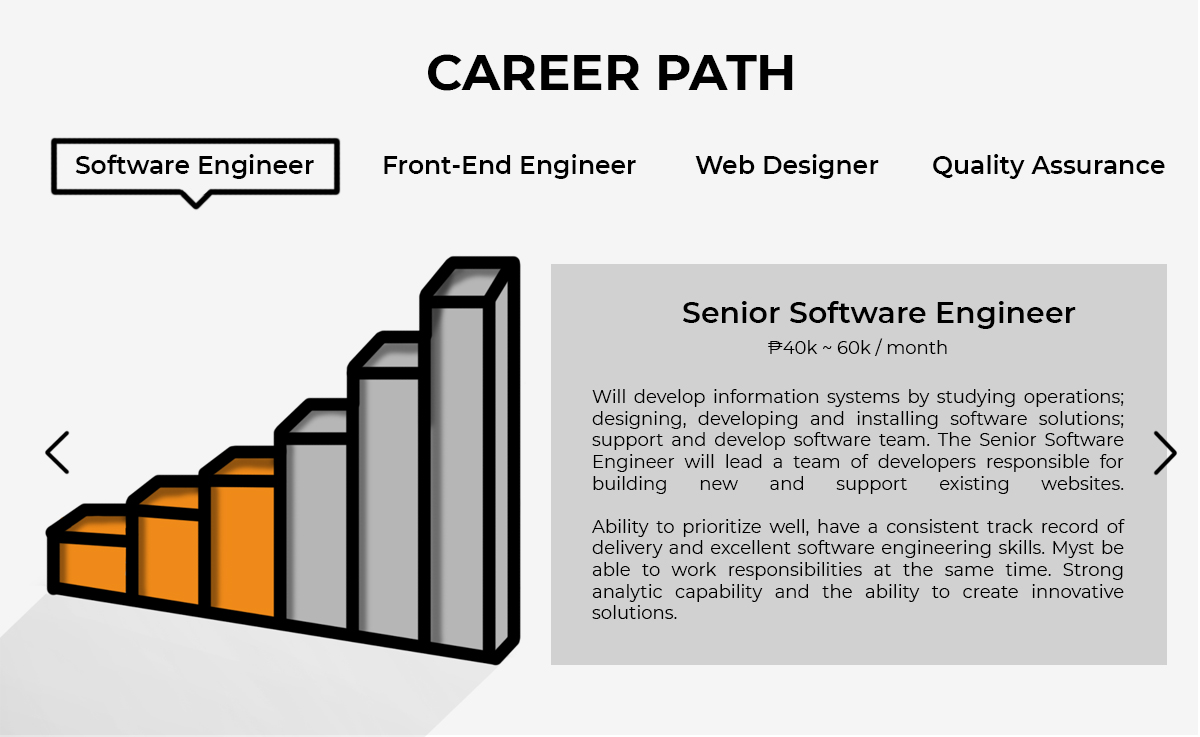 CAREER PATH
Software Engineer
Front-End Engineer
Web Designer
Quality Assurance
Senior Software Engineer
₱40k ~ 60k / month
Will develop information systems by studying operations;
designing, developing and installing software solutions;
support and develop software team. The Senior Software
Engineer will lead a team of developers responsible for
building new and support existing websites.
Ability to prioritize well, have a consistent track record of
delivery and excellent software engineering skills. Myst be
able to work responsibilities at the same time. Strong
analytic capability and the ability to create innovative
solutions.